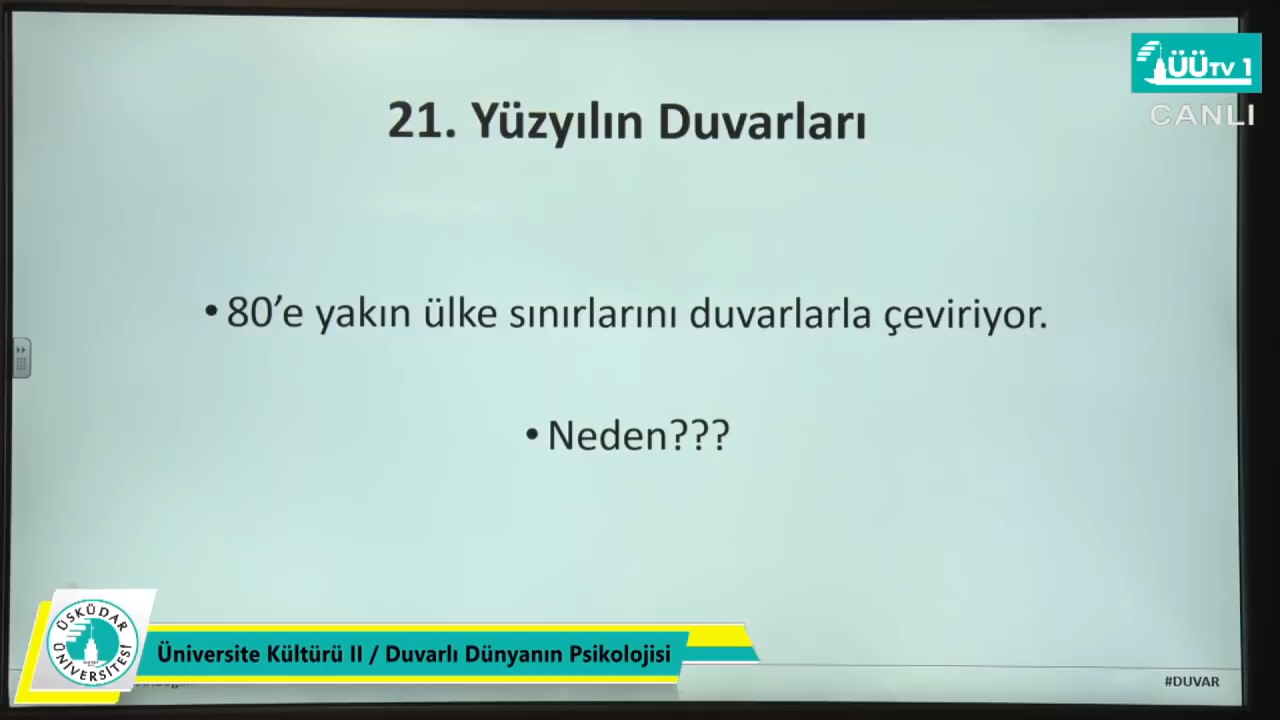 ÜÜTV 1
CANLI
21. Yüzyılın Duvarları
• 80’e yakın ülke sınırlarını duvarlarla çeviriyor.
• Neden???
ÜSKÜDAR ÜNİVERSİTESİ
Üniversite Kültürü II / Duvarlı Dünyanın Psikolojisi
#DUVAR